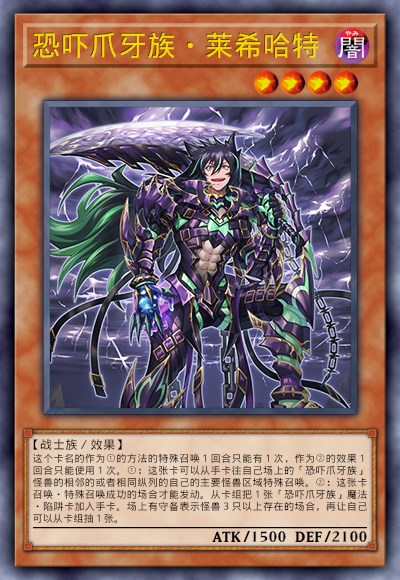 恐吓爪牙族・莱希哈特
やみ
闇
【战士族／效果】
这个卡名的作为①的方法的特殊召唤1回合只能有1次，作为②的效果1
回合只能使用1次。①：这张卡可以从手卡往自己场上的「恐吓爪牙族」
怪兽的相邻的或者相同纵列的自己的主要怪兽区域特殊召唤。②：这张卡
召唤・特殊召唤成功的场合才能发动。从卡组把1张「恐吓爪牙族」魔法
・陷阱卡加入手卡。场上有守备表示怪兽3只以上存在的场合，再让自己
可以从卡组抽1张。
ATK/1500 DEF/2100